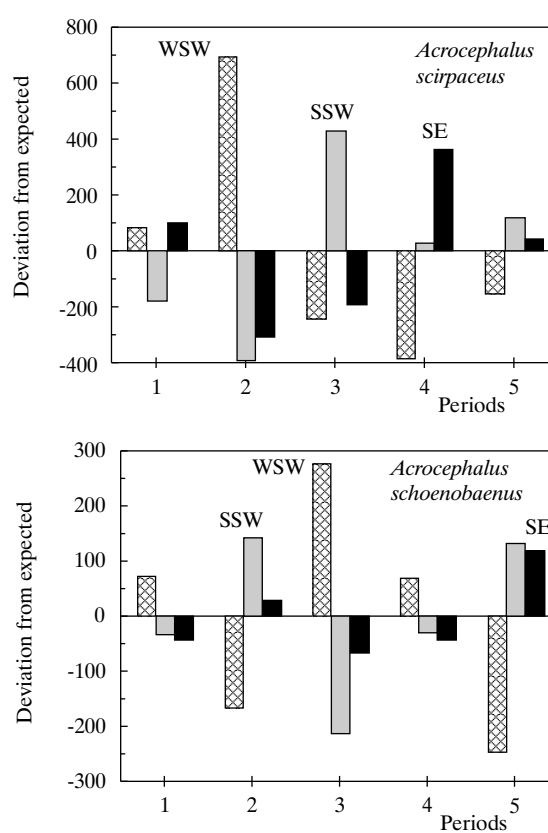 800
WSW
Acrocephalus
scirpaceus
600
SSW
SE
400
200
0
-200
-400
1 2 3 4 5
Periods
Deviation from expected
300
WSW
Acrocephalus
schoenobaenus
200
SSW
SE
100
0
-100
-200
-300
1 2 3 4 5
Periods
Deviation from expected